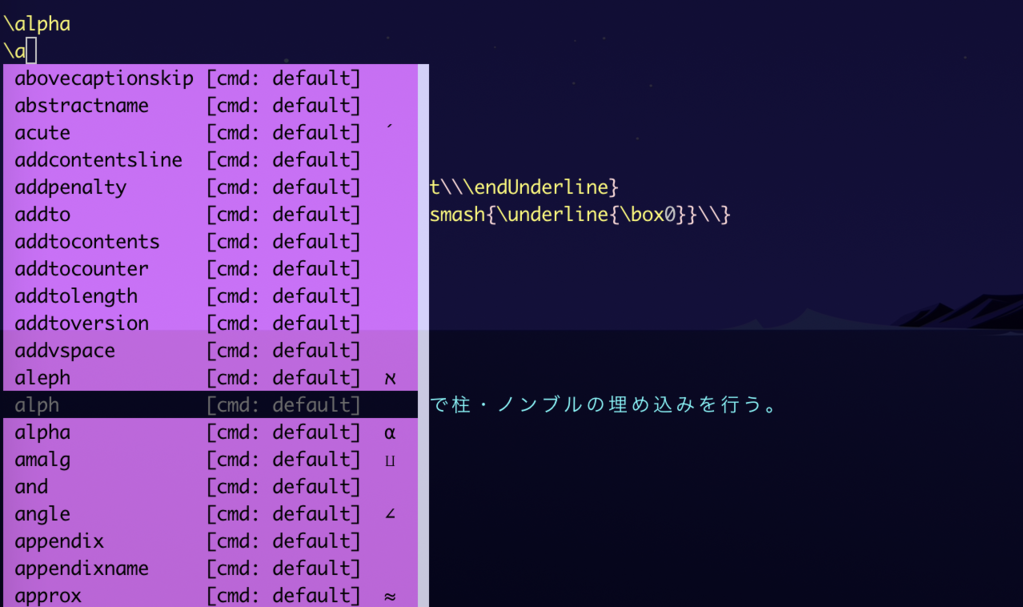 \alpha
\a
abovecaptionskip [cmd: default]
abstractname [cmd: default]
acute [cmd: default] ´
addcontentsline [cmd: default]
addpenalty [cmd: default] t\\\endUnderline}
addto [cmd: default] smash{\underline{\box0}}\\}
addtocontents [cmd: default]
addtocounter [cmd: default]
addtolength [cmd: default]
addtoversion [cmd: default]
addvspace [cmd: default]
aleph [cmd: default] ℵ
alph [cmd: default] で柱・ノンブルの埋め込みを行う。
alpha [cmd: default] α
amalg [cmd: default] ⨿
and [cmd: default]
angle [cmd: default] ∠
appendix [cmd: default]
appendixname [cmd: default]
approx [cmd: default] ≈